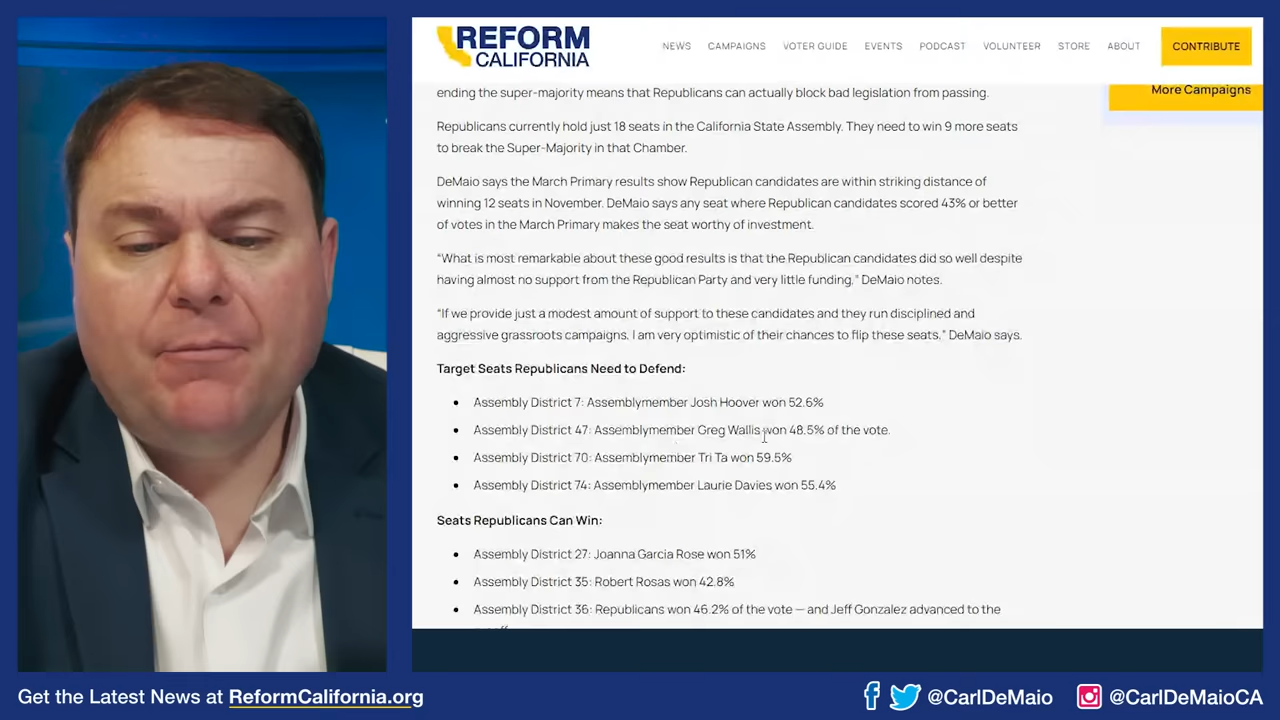 REFORM
CALIFORNIA
NEWS CAMPAIGNS VOTER GUIDE EVENTS PODCAST VOLUNTEER STORE ABOUT CONTRIBUTE
More Campaigns
ending the super-majority means that Republicans can actually block bad legislation from passing.
Republicans currently hold just 18 seats in the California State Assembly. They need to win 9 more seats
to break the Super-Majority in that Chamber.
DeMaio says the March Primary results show Republican candidates are within striking distance of
winning 12 seats in November. DeMaio says any seat where Republican candidates scored 43% or better
of votes in the March Primary makes the seat worthy of investment.
“What is most remarkable about these good results is that the Republican candidates did so well despite
having almost no support from the Republican Party and very little funding.” DeMaio notes.
“If we provide just a modest amount of support to these candidates and they run disciplined and
aggressive grassroots campaigns. I am very optimistic of their chances to flip these seats.” DeMaio says.
Target Seats Republicans Need to Defend:
• Assembly District 7: Assemblymember Josh Hoover won 52.6%
• Assembly District 47: Assemblymember Greg Wallis won 48.5% of the vote.
• Assembly District 70: Assemblymember Tri Ta won 59.5%
• Assembly District 74: Assemblymember Laurie Davies won 55.4%
Seats Republicans Can Win:
• Assembly District 27: Joanna Garcia Rose won 51%
• Assembly District 35: Robert Rosas won 42.8%
• Assembly District 36: Republicans won 46.2% of the vote — and Jeff Gonzalez advanced to the
Get the Latest News at ReformCalifornia.org
@CarlDeMaio @CarlDeMaioCA